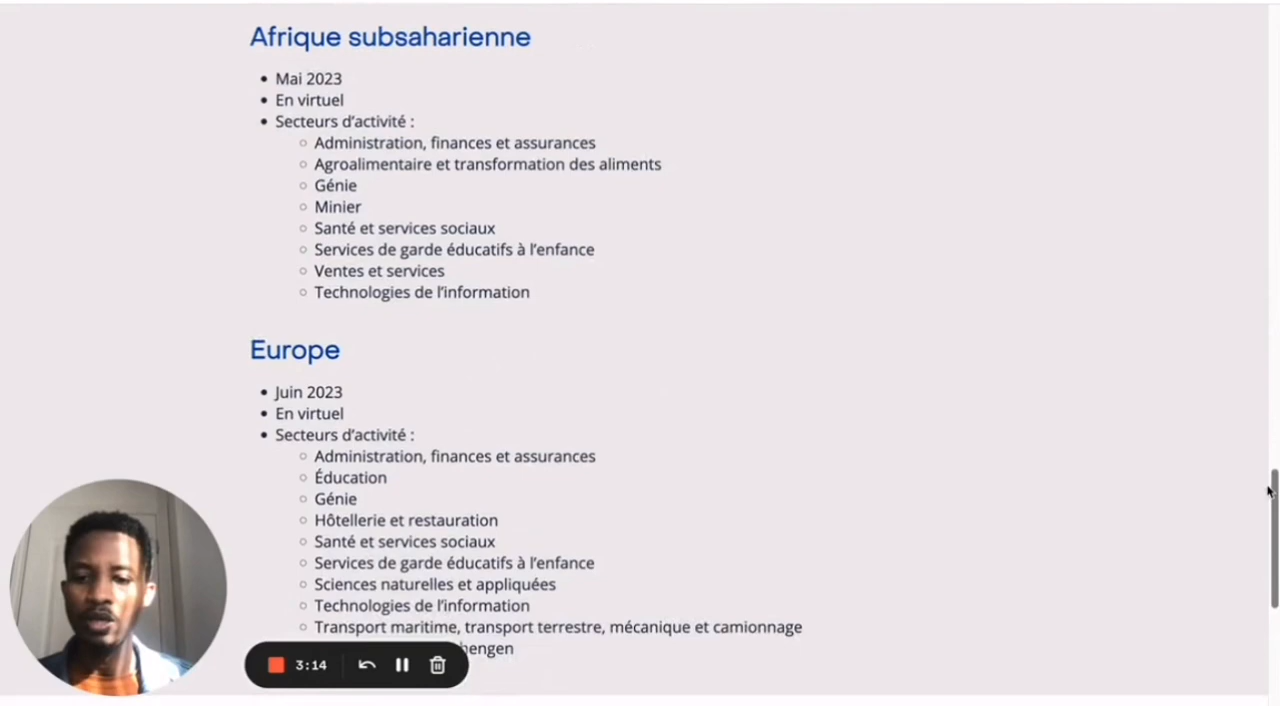 Afrique subsaharienne
Mai 2023
En virtuel
Secteurs d'activité :
Administration, finances et assurances
Agroalimentaire et transformation des aliments
Génie
Minier
Santé et services sociaux
Services de garde éducatifs à l'enfance
Ventes et services
Technologies de l'information
Europe
Juin 2023
En virtuel
Secteurs d'activité :
Administration, finances et assurances
Éducation
Génie
Hôtellerie et restauration
Santé et services sociaux
Services de garde éducatifs à l'enfance
Sciences naturelles et appliquées
Technologies de l'information
Transport maritime, transport terrestre, mécanique et camionnage
3:14